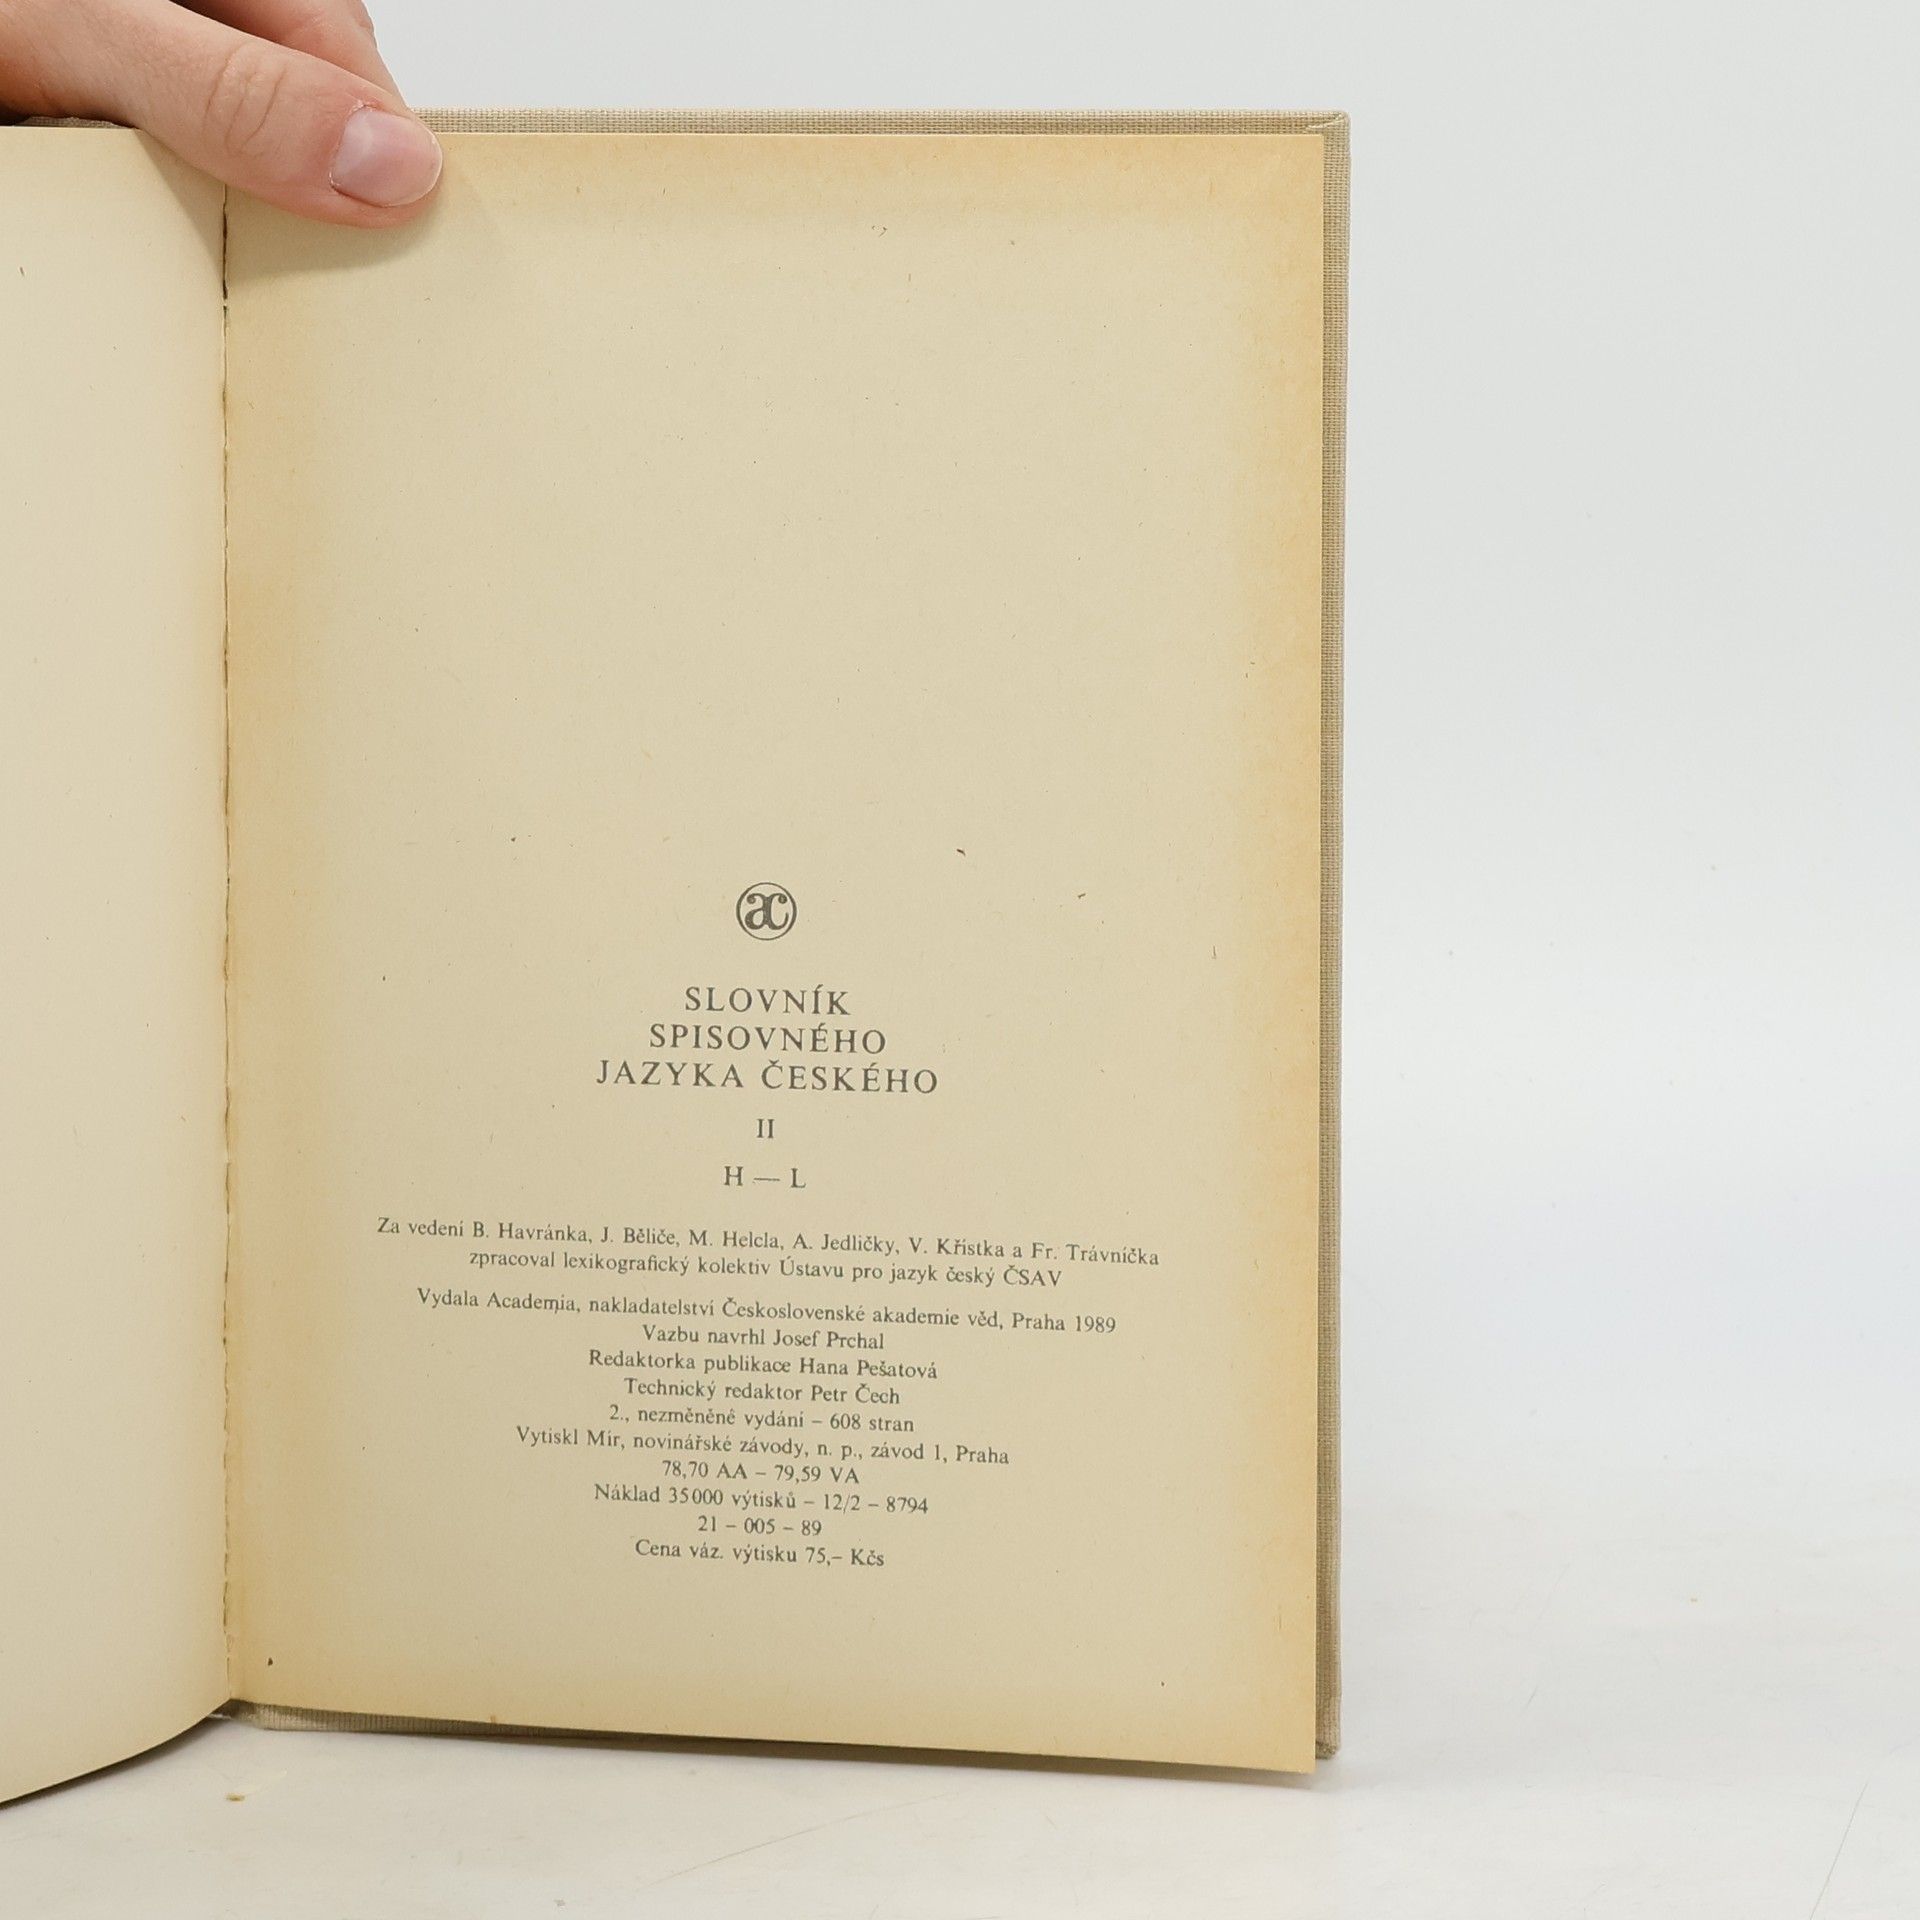 ac
SLOVNÍK
SPISOVNÉHO
JAZYKA ČESKÉHO
II
H — L
Za vedení B. Havránka, J. Běliče, M. Helcla, A. Jedličky, V. Křístka a Fr. Trávníčka
zpracoval lexikografický kolektiv Ústavu pro jazyk český ČSAV
Vydala Academia, nakladatelství Československé akademie věd, Praha 1989
Vazbu navrhl Josef Prchal
Redaktorka publikace Hana Pešatová
Technický redaktor Petr Čech
2., nezměněné vydání – 608 stran
Vytiskl Mír, novinářské závody, n. p., závod 1, Praha
78,70 AA – 79,59 VA
Náklad 35000 výtisků – 12/2 – 8794
21 – 005 – 89
Cena váz. výtisku 75,– Kčs